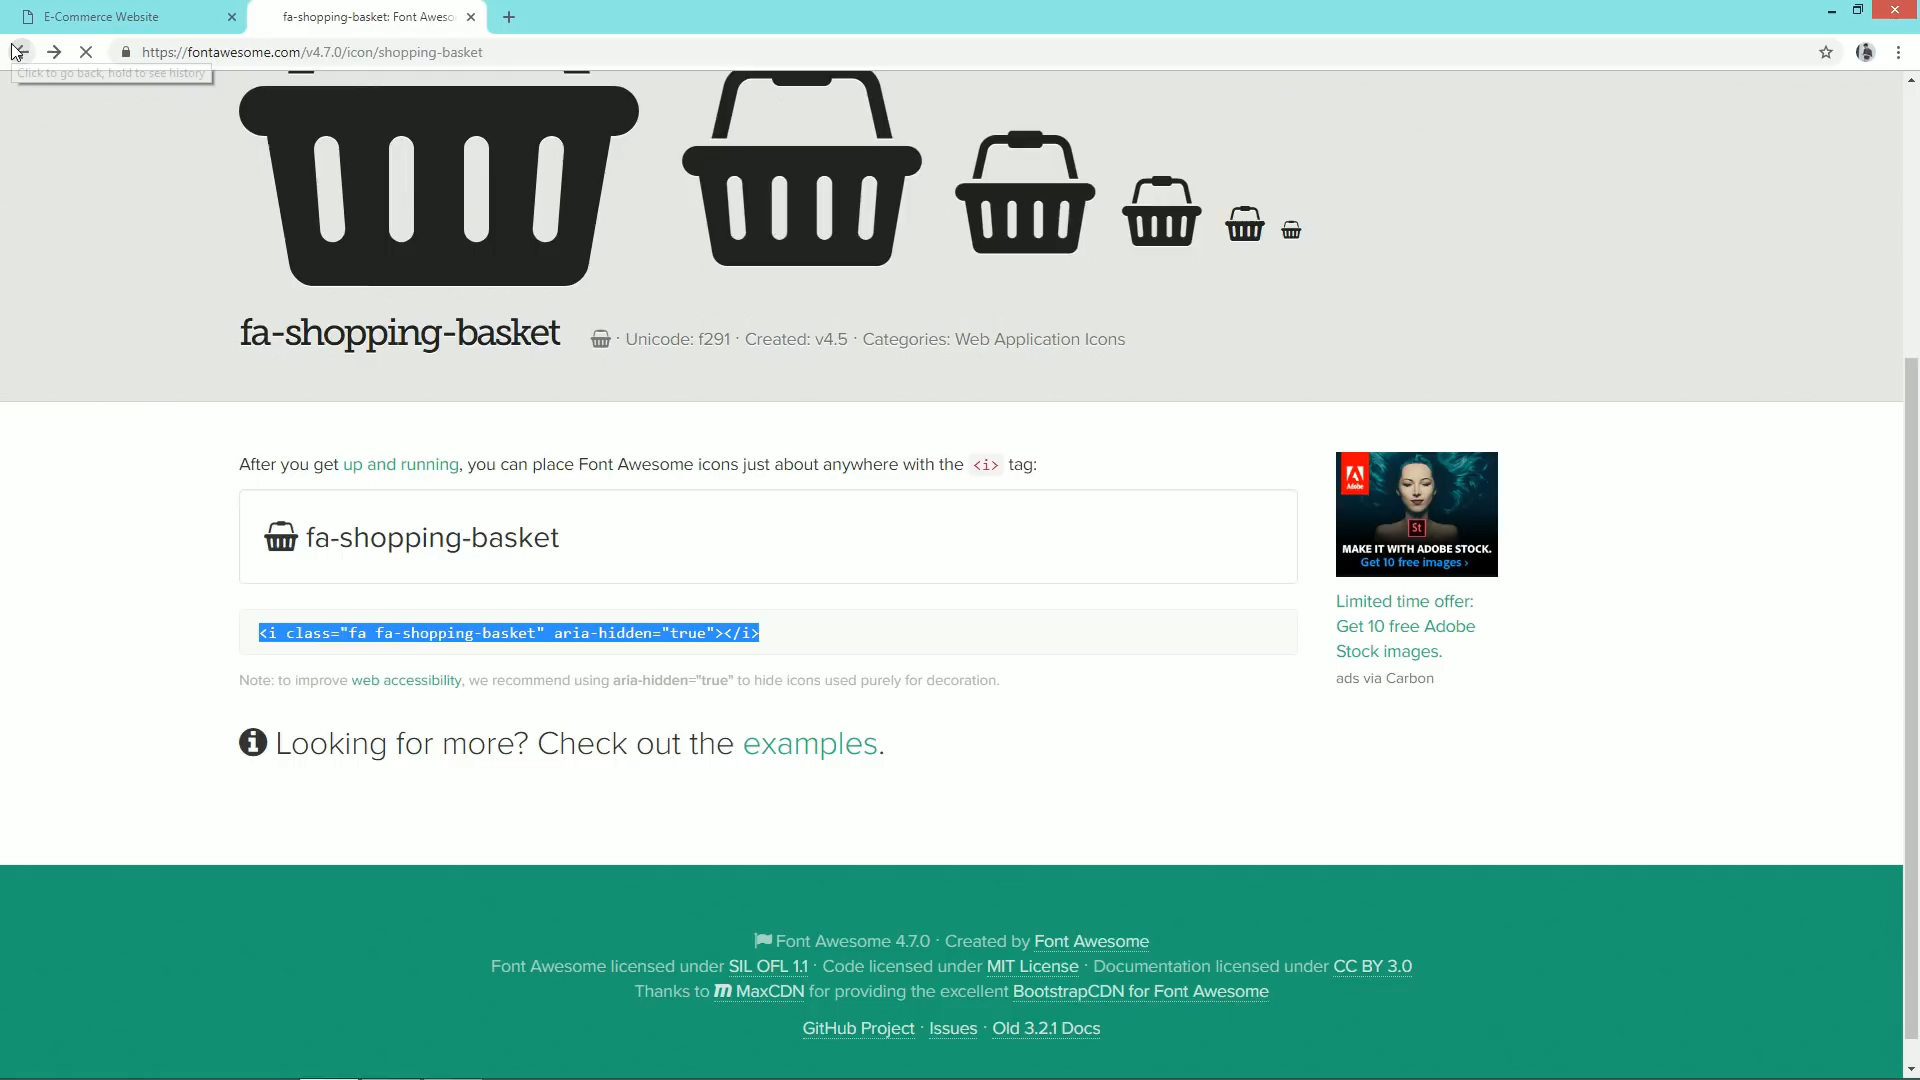 E-Commerce Website
fa-shopping-basket: Font Aweso
https://fontawesome.com/v4.7.0/icon/shopping-basket
Click to go back, hold to see history
fa-shopping-basket · Unicode: f291 · Created: v4.5 · Categories: Web Application Icons
After you get up and running, you can place Font Awesome icons just about anywhere with the <i> tag:
fa-shopping-basket
<i class="fa fa-shopping-basket" aria-hidden="true"></i>
Note: to improve web accessibility, we recommend using aria-hidden="true" to hide icons used purely for decoration.
Looking for more? Check out the examples.
Adobe
St
MAKE IT WITH ADOBE STOCK.
Get 10 free images ›
Limited time offer:
Get 10 free Adobe
Stock images.
ads via Carbon
Font Awesome 4.7.0 · Created by Font Awesome
Font Awesome licensed under SIL OFL 1.1 · Code licensed under MIT License · Documentation licensed under CC BY 3.0
Thanks to MaxCDN for providing the excellent BootstrapCDN for Font Awesome
GitHub Project · Issues · Old 3.2.1 Docs